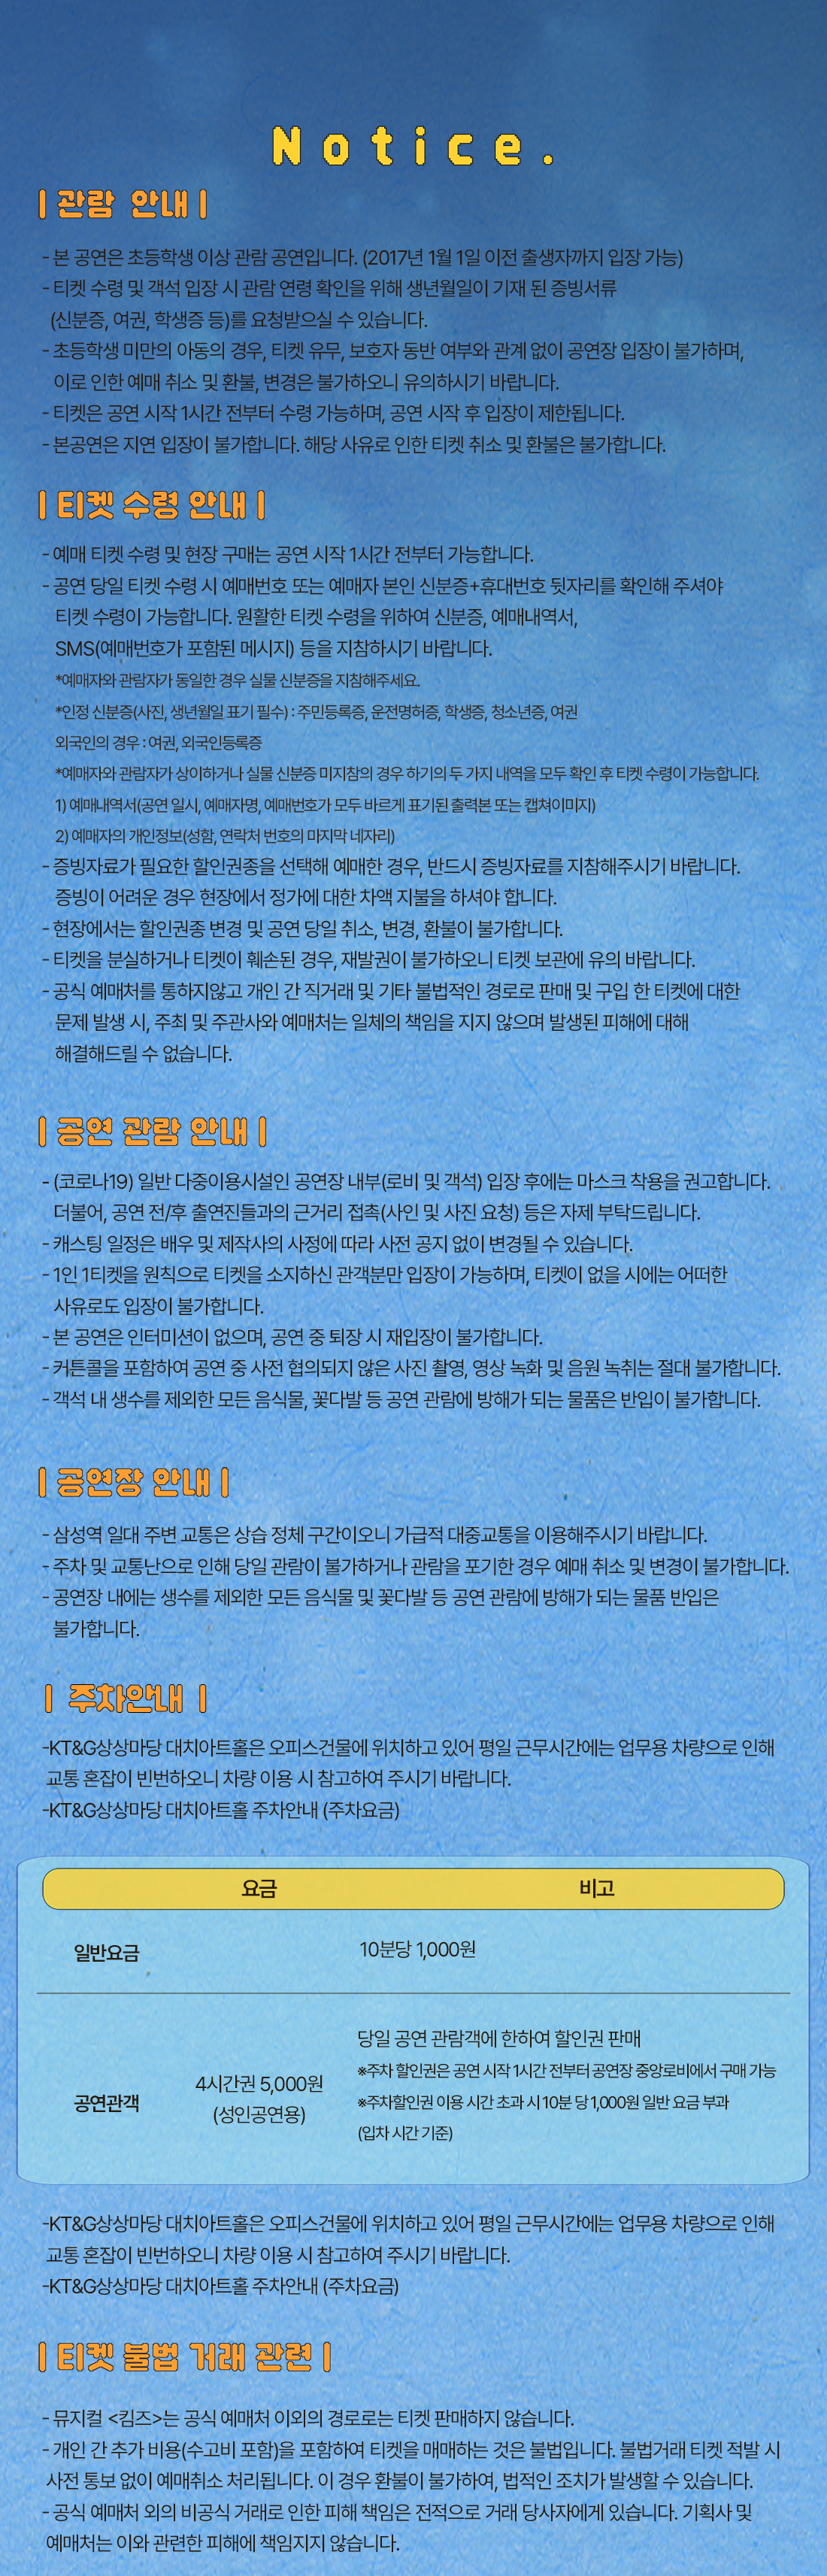 Notice.
| 관람 안내 |
- 본 공연은 초등학생 이상 관람 공연입니다. (2017년 1월 1일 이전 출생자까지 입장 가능)
- 티켓 수령 및 객석 입장 시 관람 연령 확인을 위해 생년월일이 기재 된 증빙서류
(신분증, 여권, 학생증 등)를 요청받으실 수 있습니다.
- 초등학생 미만의 아동의 경우, 티켓 유무, 보호자 동반 여부와 관계 없이 공연장 입장이 불가하며,
이로 인한 예매 취소 및 환불, 변경은 불가하오니 유의하시기 바랍니다.
- 티켓은 공연 시작 1시간 전부터 수령 가능하며, 공연 시작 후 입장이 제한됩니다.
- 본공연은 지연 입장이 불가합니다. 해당 사유로 인한 티켓 취소 및 환불은 불가합니다.
| 티켓 수령 안내 |
- 예매 티켓 수령 및 현장 구매는 공연 시작 1시간 전부터 가능합니다.
- 공연 당일 티켓 수령 시 예매번호 또는 예매자 본인 신분증+휴대번호 뒷자리를 확인해 주셔야
티켓 수령이 가능합니다. 원활한 티켓 수령을 위하여 신분증, 예매내역서,
SMS(예매번호가 포함된 메시지) 등을 지참하시기 바랍니다.
*예매자와 관람자가 동일한 경우 실물 신분증을 지참해주세요.
*인정 신분증(사진, 생년월일 표기 필수) : 주민등록증, 운전명허증, 학생증, 청소년증, 여권
외국인의 경우 : 여권, 외국인등록증
*예매자와 관람자가 상이하거나 실물 신분증 미지참의 경우 하기의 두 가지 내역을 모두 확인 후 티켓 수령이 가능합니다.
1) 예매내역서(공연 일시, 예매자명, 예매번호가 모두 바르게 표기된 출력본 또는 캡쳐이미지)
2) 예매자의 개인정보(성함, 연락처 번호의 마지막 네자리)
- 증빙자료가 필요한 할인권종을 선택해 예매한 경우, 반드시 증빙자료를 지참해주시기 바랍니다.
증빙이 어려운 경우 현장에서 정가에 대한 차액 지불을 하셔야 합니다.
- 현장에서는 할인권종 변경 및 공연 당일 취소, 변경, 환불이 불가합니다.
- 티켓을 분실하거나 티켓이 훼손된 경우, 재발권이 불가하오니 티켓 보관에 유의 바랍니다.
- 공식 예매처를 통하지않고 개인 간 직거래 및 기타 불법적인 경로로 판매 및 구입 한 티켓에 대한
문제 발생 시, 주최 및 주관사와 예매처는 일체의 책임을 지지 않으며 발생된 피해에 대해
해결해드릴 수 없습니다.
| 공연 관람 안내 |
- (코로나19) 일반 다중이용시설인 공연장 내부(로비 및 객석) 입장 후에는 마스크 착용을 권고합니다.
더불어, 공연 전/후 출연진들과의 근거리 접촉(사인 및 사진 요청) 등은 자제 부탁드립니다.
- 캐스팅 일정은 배우 및 제작사의 사정에 따라 사전 공지 없이 변경될 수 있습니다.
- 1인 1티켓을 원칙으로 티켓을 소지하신 관객분만 입장이 가능하며, 티켓이 없을 시에는 어떠한
사유로도 입장이 불가합니다.
- 본 공연은 인터미션이 없으며, 공연 중 퇴장 시 재입장이 불가합니다.
- 커튼콜을 포함하여 공연 중 사전 협의되지 않은 사진 촬영, 영상 녹화 및 음원 녹취는 절대 불가합니다.
- 객석 내 생수를 제외한 모든 음식물, 꽃다발 등 공연 관람에 방해가 되는 물품은 반입이 불가합니다.
| 공연장 안내 |
- 삼성역 일대 주변 교통은 상습 정체 구간이오니 가급적 대중교통을 이용해주시기 바랍니다.
- 주차 및 교통난으로 인해 당일 관람이 불가하거나 관람을 포기한 경우 예매 취소 및 변경이 불가합니다.
- 공연장 내에는 생수를 제외한 모든 음식물 및 꽃다발 등 공연 관람에 방해가 되는 물품 반입은
불가합니다.
| 주차안내 |
-KT&G상상마당 대치아트홀은 오피스건물에 위치하고 있어 평일 근무시간에는 업무용 차량으로 인해
교통 혼잡이 빈번하오니 차량 이용 시 참고하여 주시기 바랍니다.
-KT&G상상마당 대치아트홀 주차안내 (주차요금)
요금 비고
일반요금 10분당 1,000원
당일 공연 관람객에 한하여 할인권 판매
※주차 할인권은 공연 시작 1시간 전부터 공연장 중앙로비에서 구매 가능
공연관객 4시간권 5,000원
(성인공연용)
※주차할인권 이용 시간 초과 시 10분 당 1,000원 일반 요금 부과
(입차 시간 기준)
-KT&G상상마당 대치아트홀은 오피스건물에 위치하고 있어 평일 근무시간에는 업무용 차량으로 인해
교통 혼잡이 빈번하오니 차량 이용 시 참고하여 주시기 바랍니다.
-KT&G상상마당 대치아트홀 주차안내 (주차요금)
| 티켓 불법 거래 관련 |
- 뮤지컬 <킴즈>는 공식 예매처 이외의 경로로는 티켓 판매하지 않습니다.
- 개인 간 추가 비용(수고비 포함)을 포함하여 티켓을 매매하는 것은 불법입니다. 불법거래 티켓 적발 시
사전 통보 없이 예매취소 처리됩니다. 이 경우 환불이 불가하며, 법적인 조치가 발생할 수 있습니다.
- 공식 예매처 외의 비공식 거래로 인한 피해 책임은 전적으로 거래 당사자에게 있습니다. 기획사 및
예매처는 이와 관련한 피해에 책임지지 않습니다.